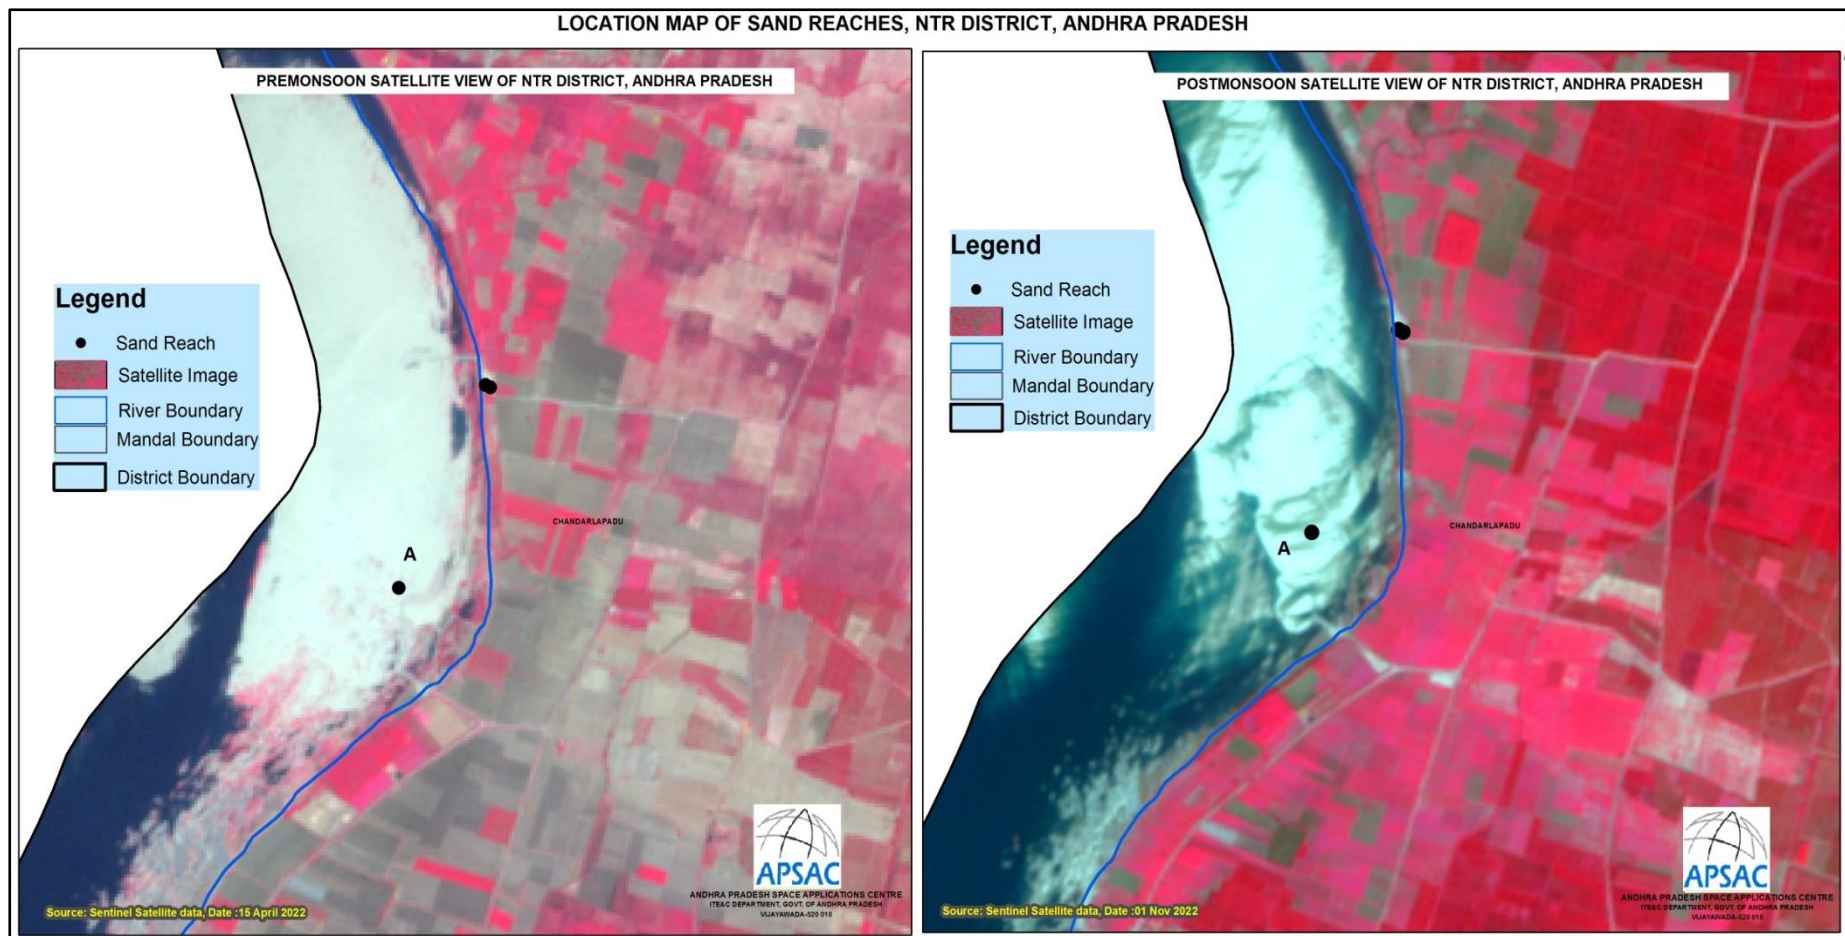 LOCATION MAP OF SAND REACHES, NTR DISTRICT, ANDHRA PRADESH
PREMONSOON SATELLITE VIEW OF NTR DISTRICT, ANDHRA PRADESH
Legend
Sand Reach
Satellite Image
River Boundary
Mandal Boundary
District Boundary
CHANDARLAPADU
A
APSAC
ANDHRA PRADESH SPACE APPLICATIONS CENTRE
ITE&C DEPARTMENT, GOVT. OF ANDHRA PRADESH
VIJAYAWADA-520 010
Source: Sentinel Satellite data, Date :15 April 2022
POSTMONSOON SATELLITE VIEW OF NTR DISTRICT, ANDHRA PRADESH
Legend
Sand Reach
Satellite Image
River Boundary
Mandal Boundary
District Boundary
CHANDARLAPADU
A
APSAC
ANDHRA PRADESH SPACE APPLICATIONS CENTRE
ITE&C DEPARTMENT, GOVT. OF ANDHRA PRADESH
VIJAYAWADA-520 010
Source: Sentinel Satellite data, Date :01 Nov 2022